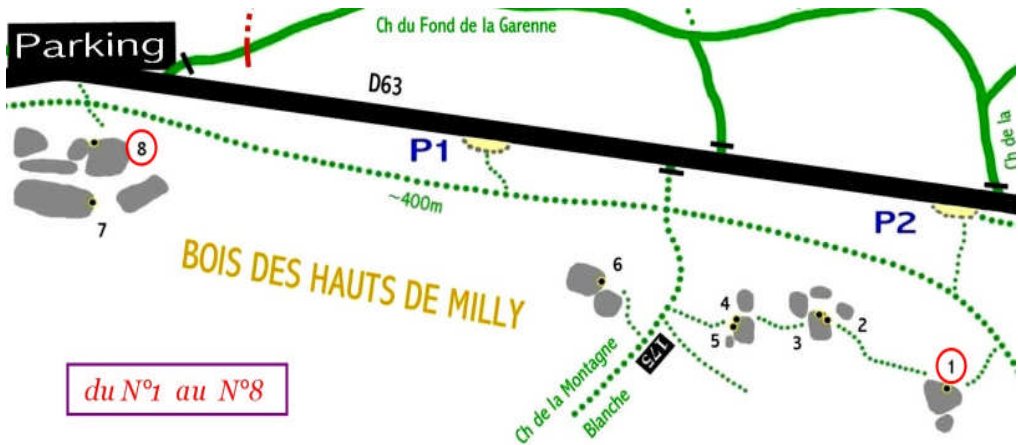 Parking
Ch du Fond de la Garenne
D63
Ch de la
P1
P2
8
~400m
7
BOIS DES HAUTS DE MILLY
6
4
5
3
2
1
175
Ch de la Montagne
Blanche
du N°1 au N°8